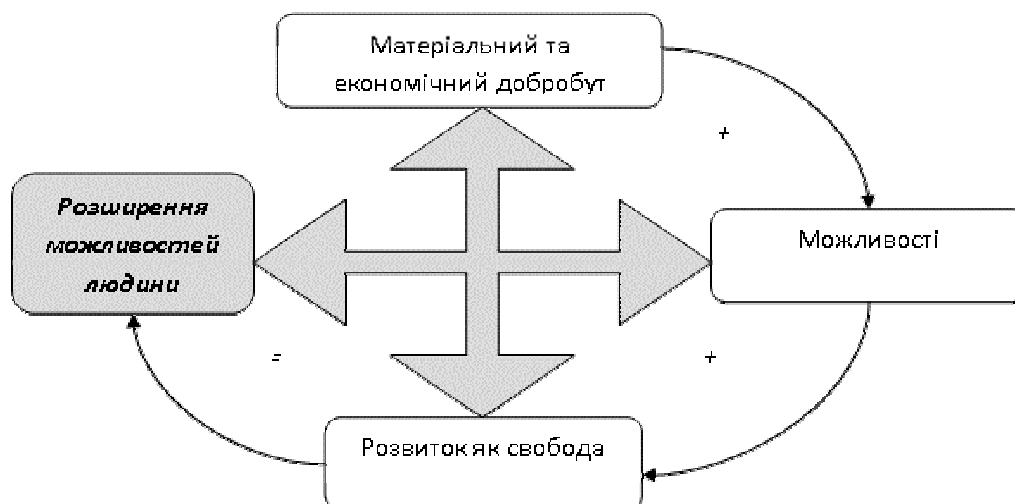 Матеріальний та
економічний добробут
+
Розширення
можливостей
людини
Можливості
=
+
Розвиток як свобода